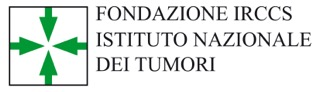 FONDAZIONE IRCCS
ISTITUTO NAZIONALE
DEI TUMORI